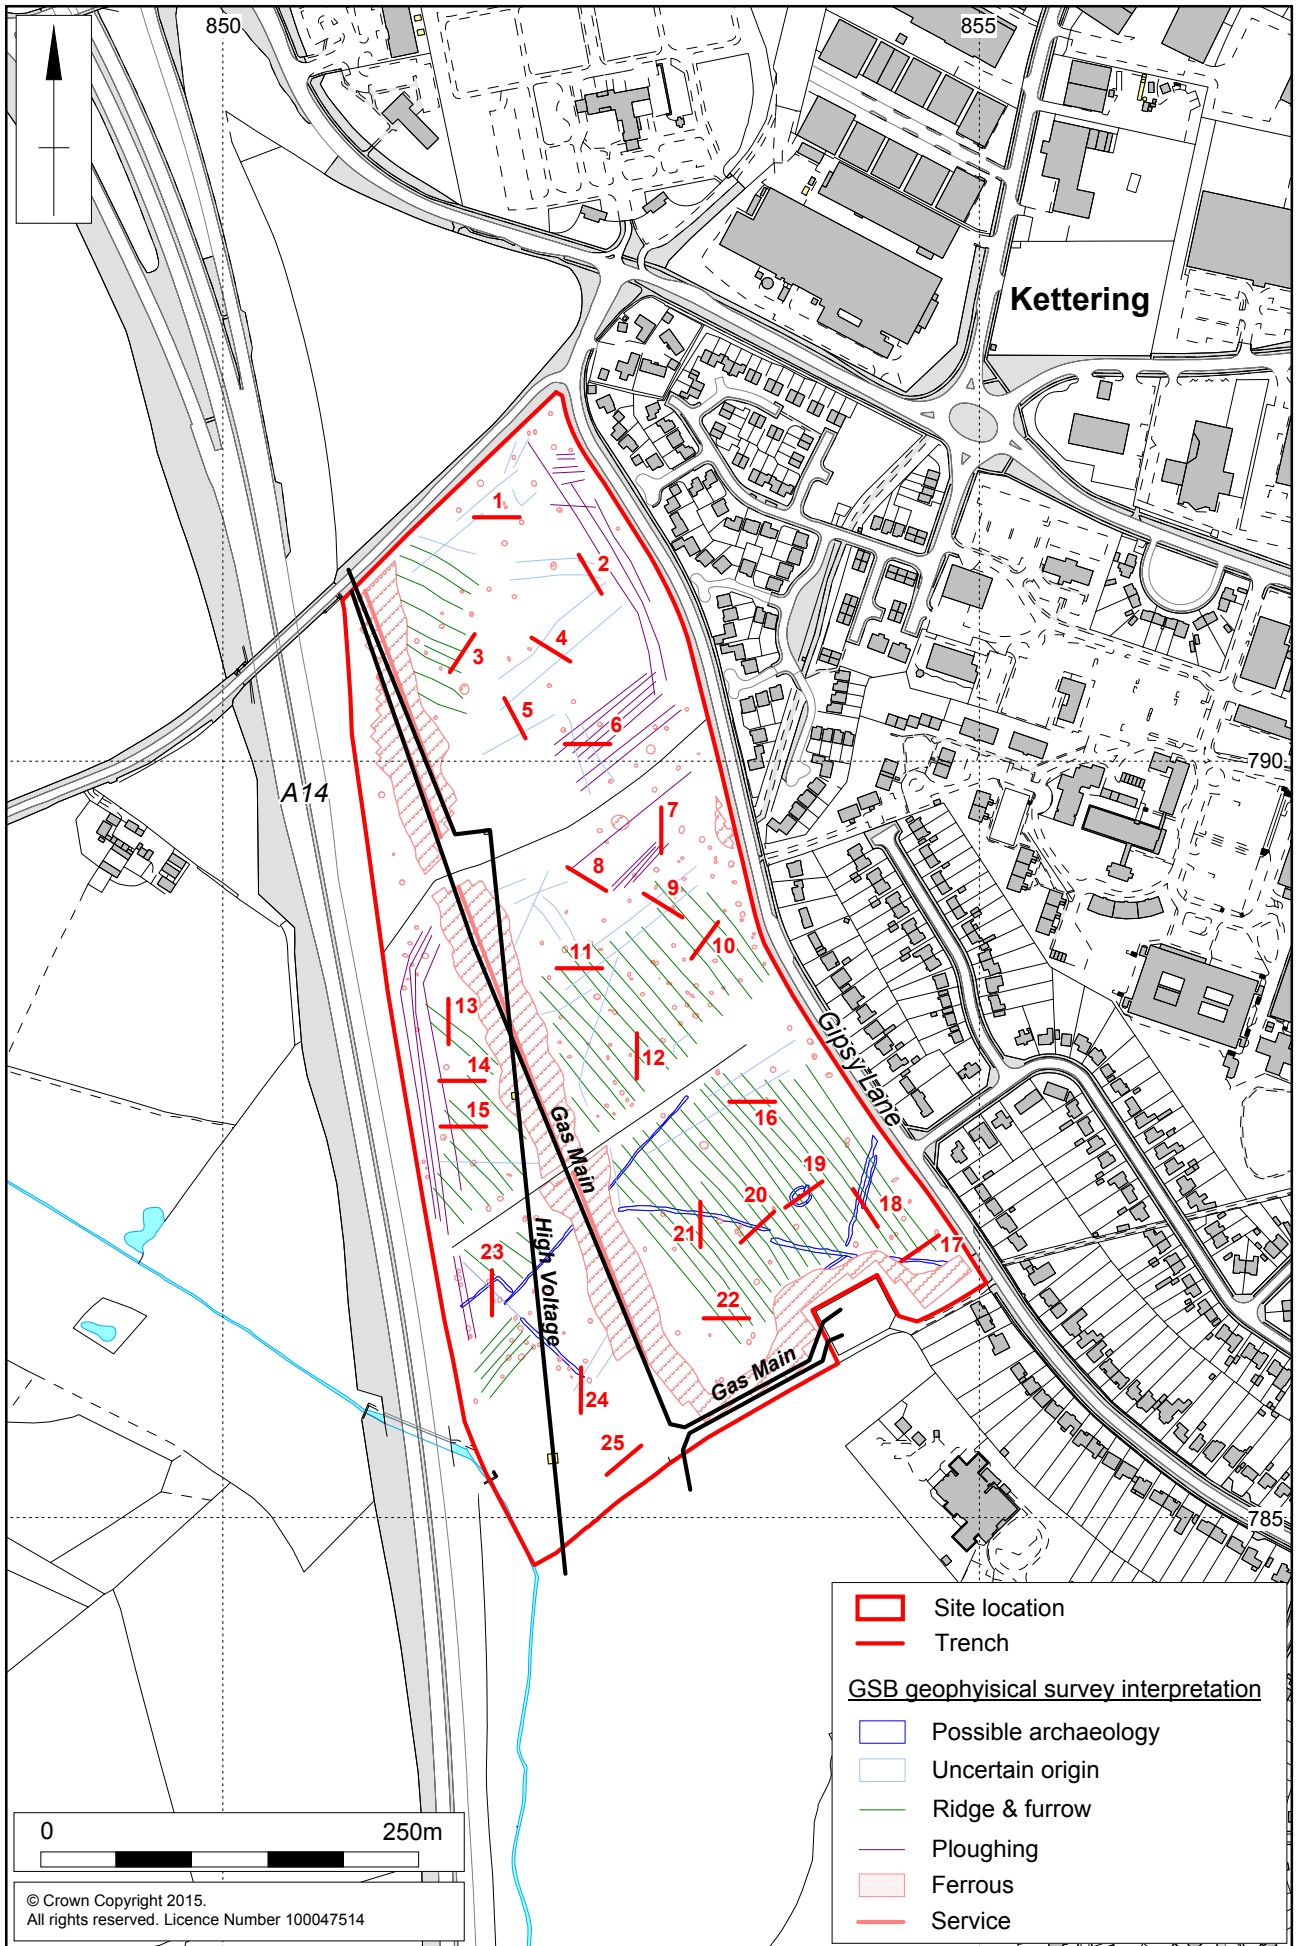 850
855
Kettering
1
2
3
4
5
6
790
A14
7
8
9
10
11
13
Gipsy Lane
12
14
15
16
Gas Main
19
20
18
21
17
High Voltage
23
22
Gas Main
24
25
785
Site location
Trench
GSB geophyisical survey interpretation
Possible archaeology
Uncertain origin
Ridge & furrow
Ploughing
Ferrous
Service
0 250m
© Crown Copyright 2015.
All rights reserved. Licence Number 100047514